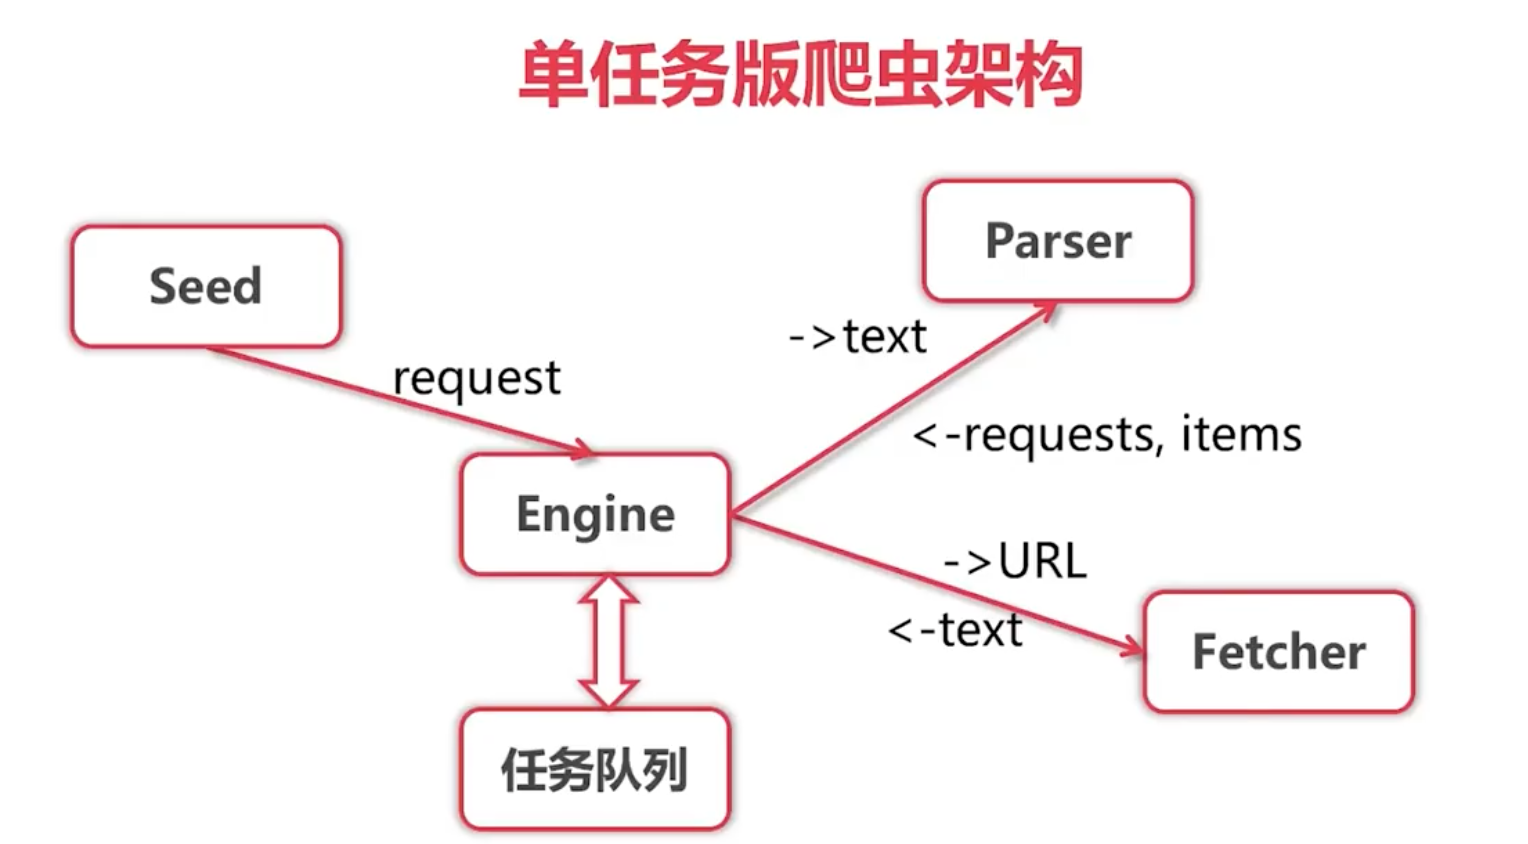 单任务版爬虫架构
Parser
Seed
->text
request
<-requests, items
Engine
->URL
<-text
Fetcher
任务队列